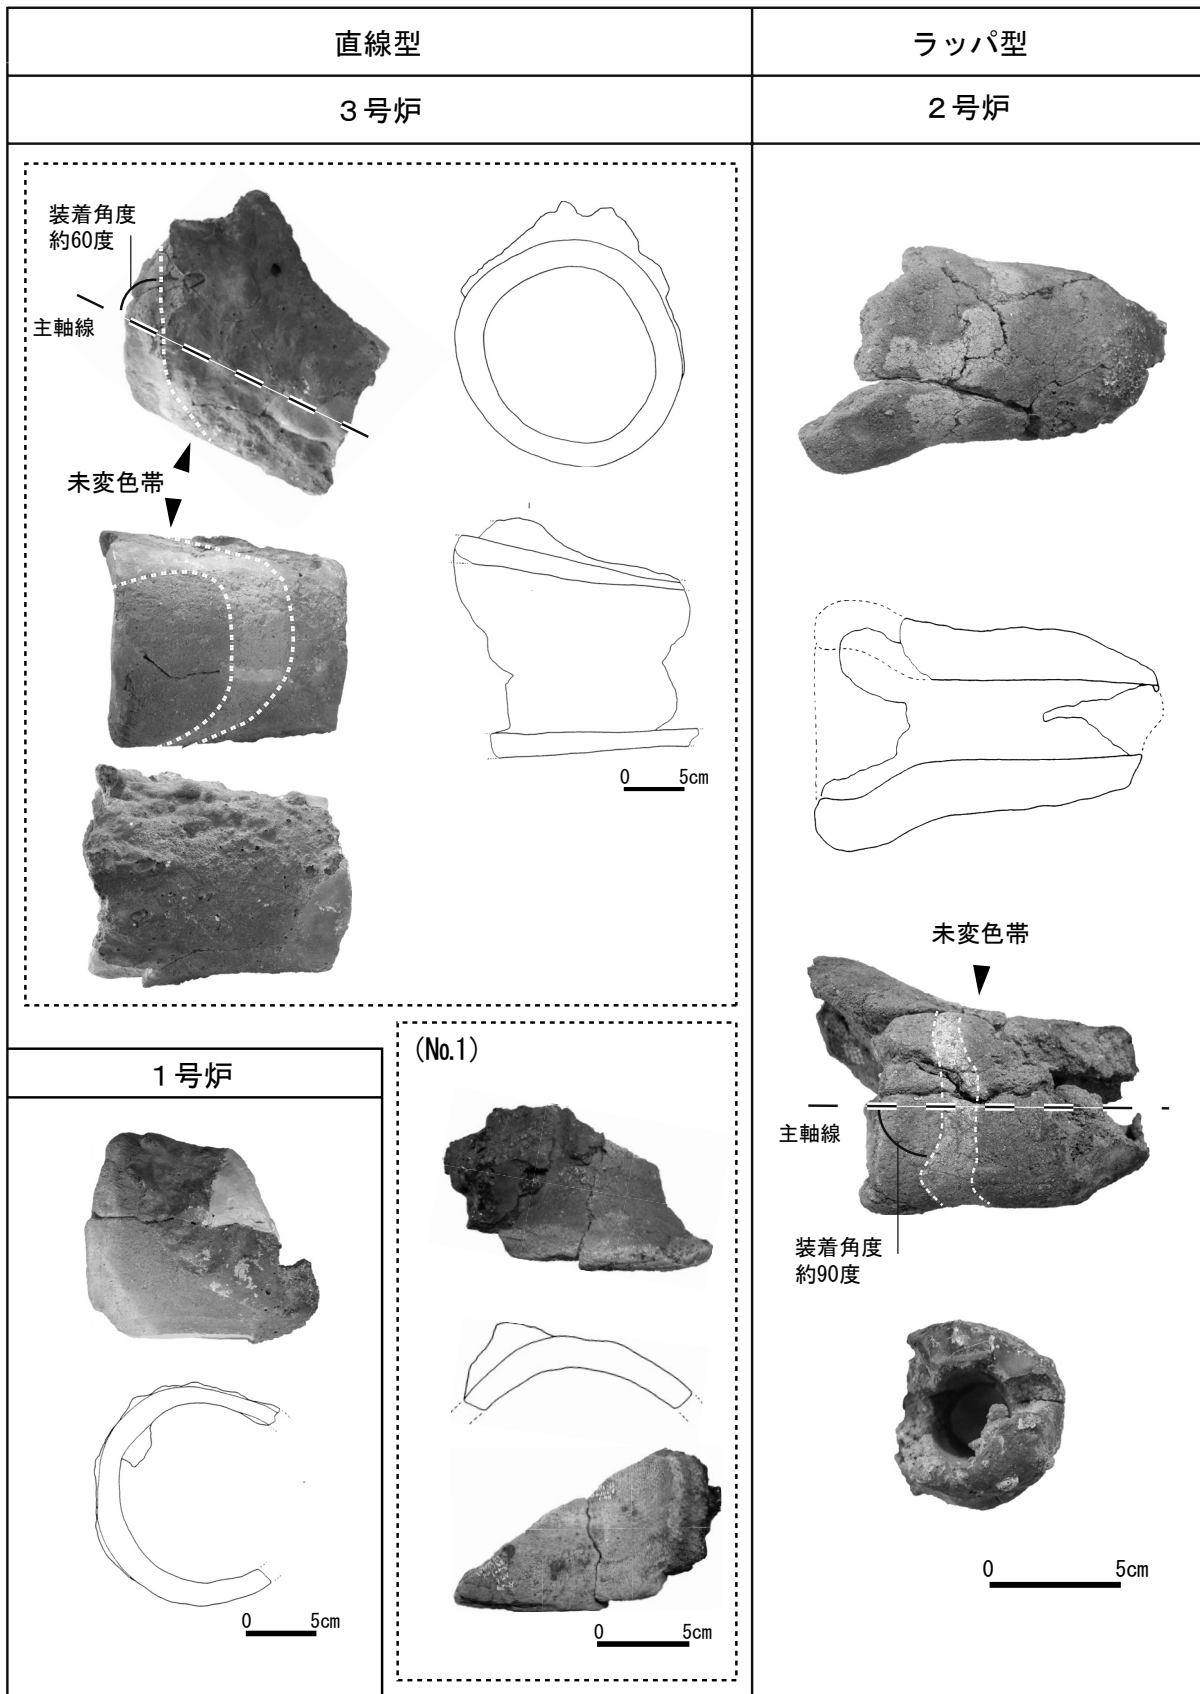 直線型
ラッパ型
３号炉
２号炉
装着角度
約60度
主軸線
未変色帯
0 5cm
１号炉
0 5cm
(No.1)
0 5cm
未変色帯
主軸線
装着角度
約90度
0 5cm